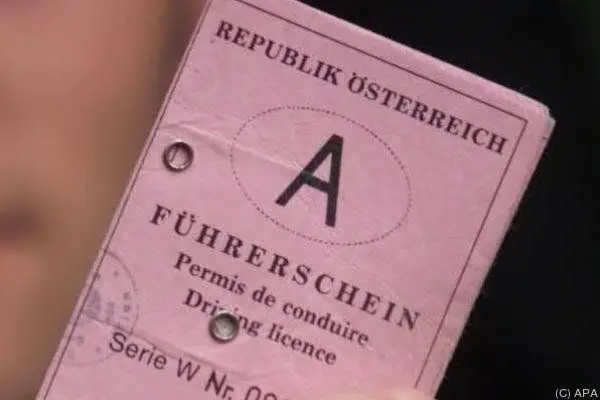 REPUBLIK ÖSTERREICH
A
FÜHRERSCHEIN
Permis de conduire
Driving licence
Serie W Nr.
(C) APA